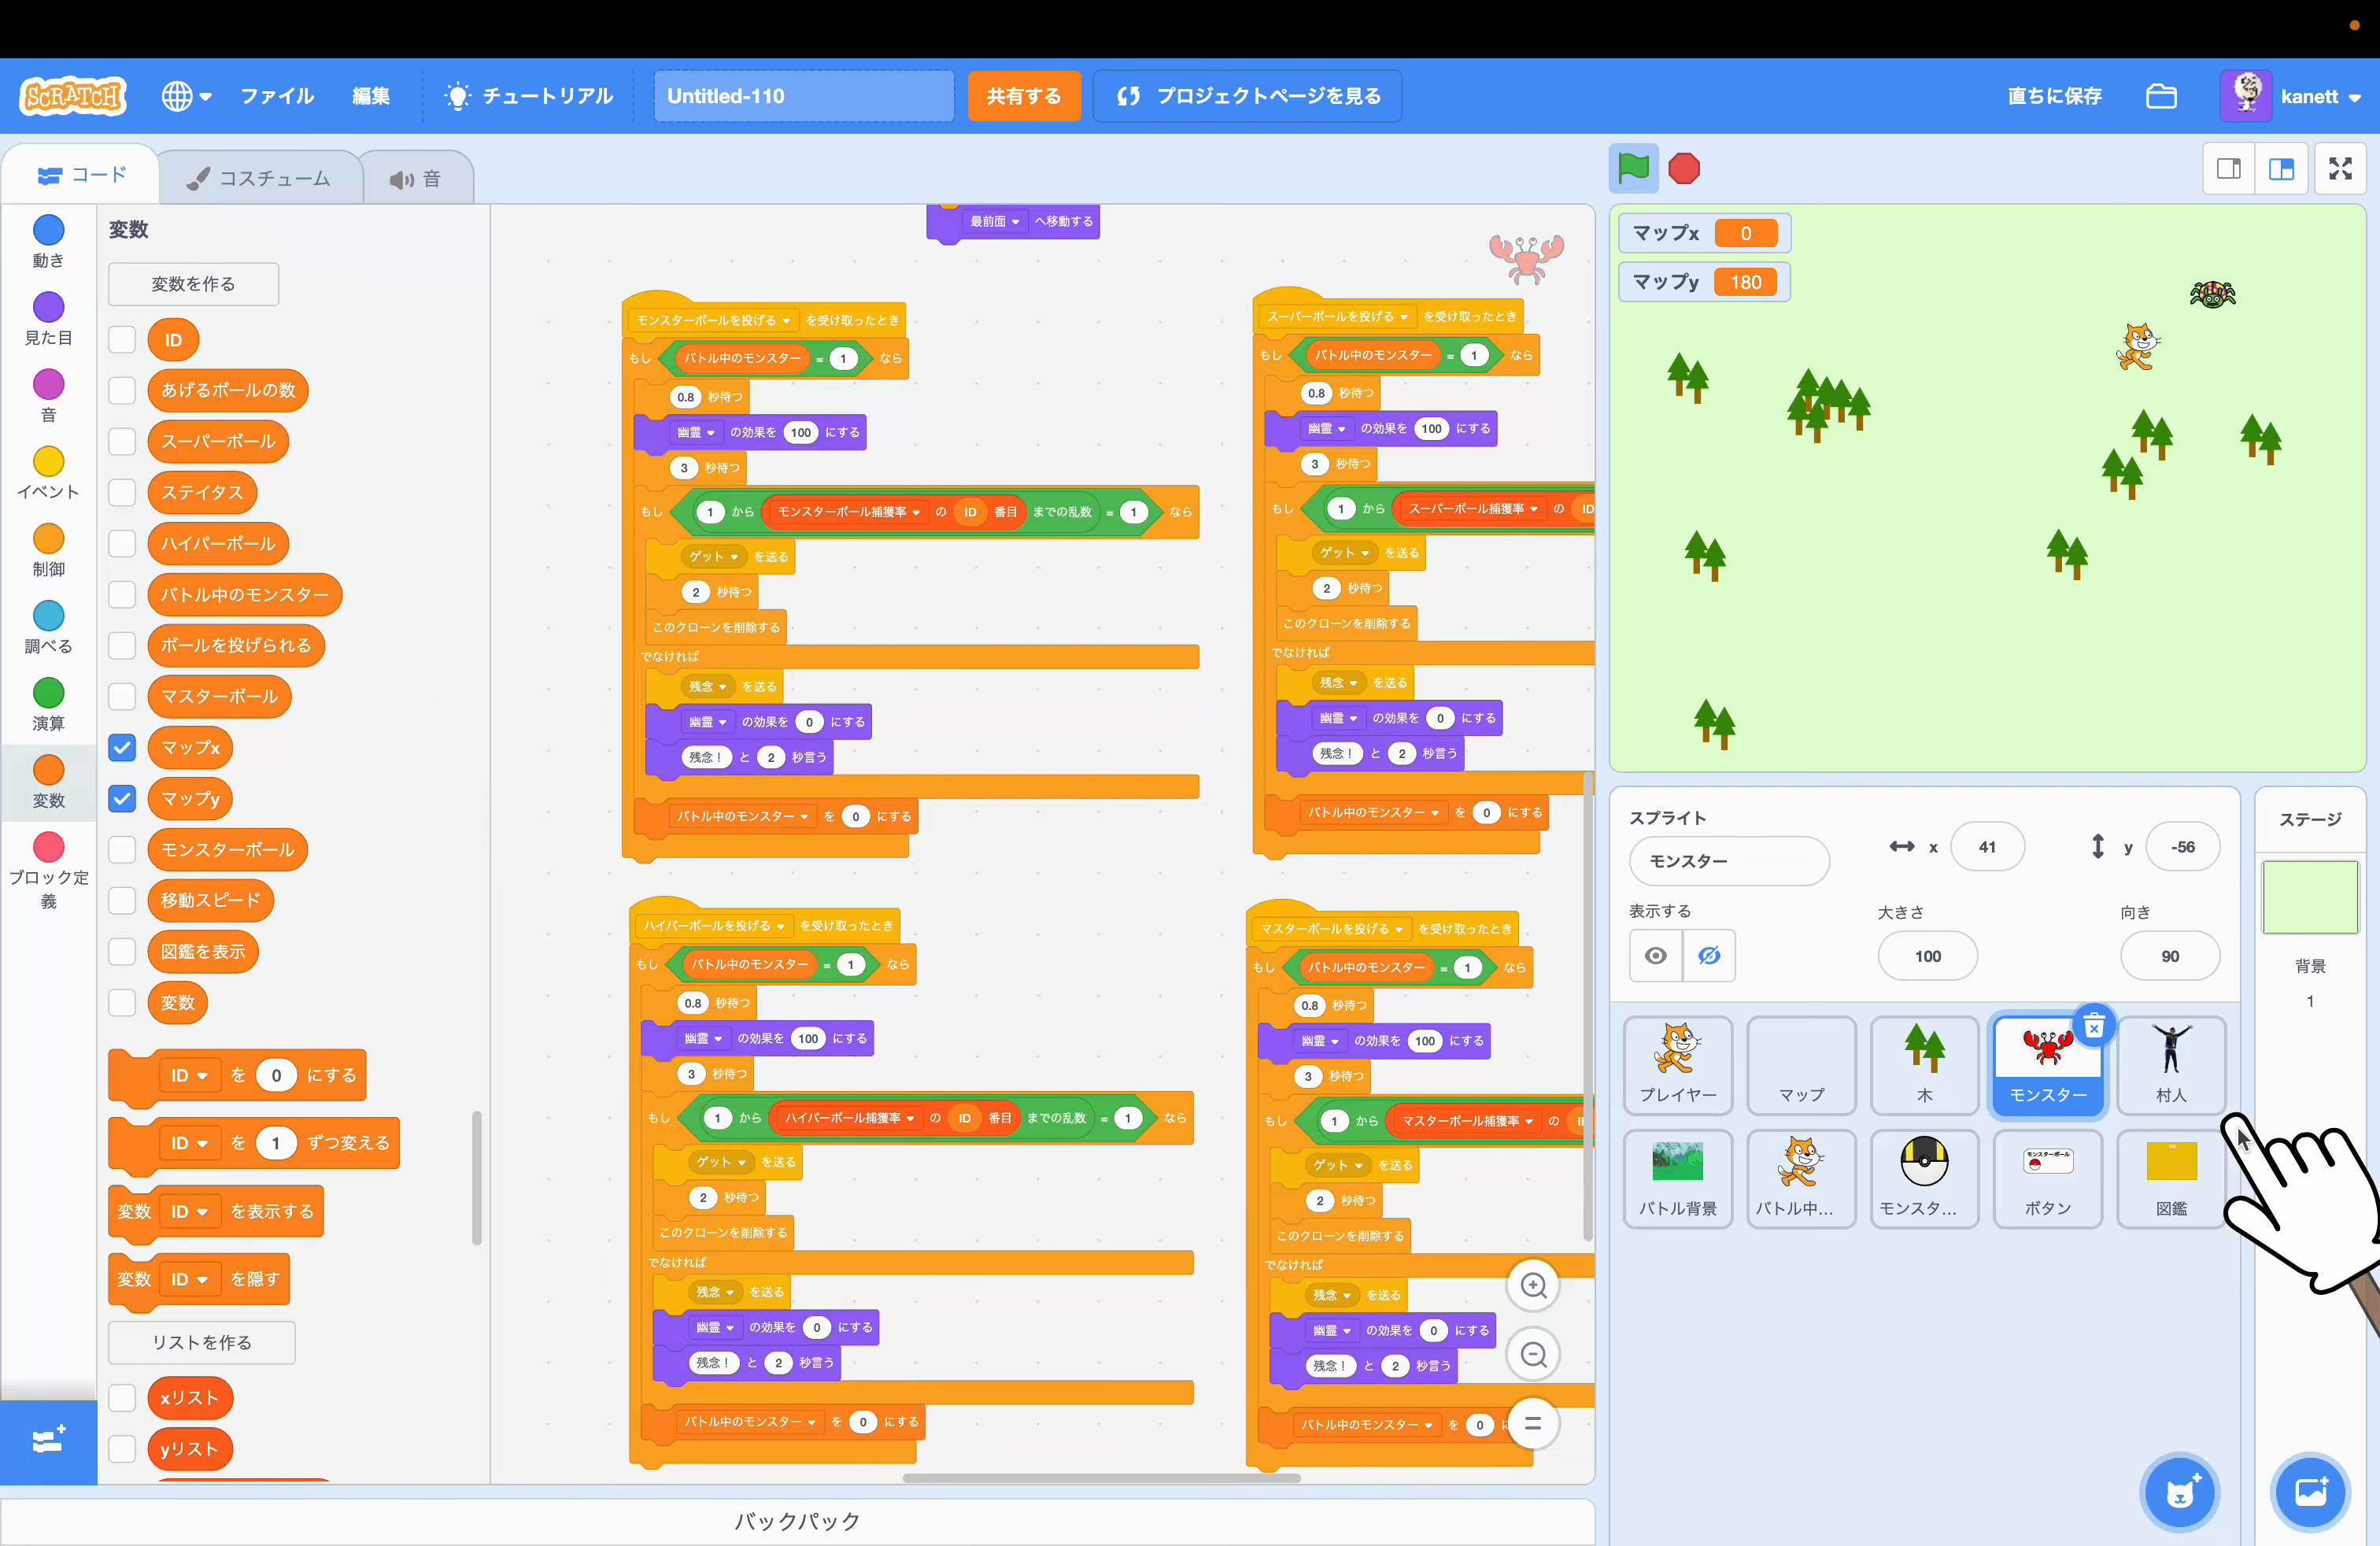 SCRATCH
ファイル
編集
チュートリアル
Untitled-110
共有する
プロジェクトページを見る
直ちに保存
kanett
コード
コスチューム
音
動き
見た目
音
イベント
制御
調べる
演算
変数
ブロック定
義
変数
変数を作る
ID
あげるボールの数
スーパーボール
ステイタス
ハイパーボール
バトル中のモンスター
ボールを投げられる
マスターボール
マップx
マップy
モンスターボール
移動スピード
図鑑を表示
変数
ID を 0 にする
ID を 1 ずつ変える
変数 ID を表示する
変数 ID を隠す
リストを作る
xリスト
yリスト
最前面 へ移動する
モンスターボールを投げる を受け取ったとき
もし バトル中のモンスター = 1 なら
0.8 秒待つ
幽霊 の効果を 100 にする
3 秒待つ
もし 1 から モンスターボール捕獲率 の ID 番目 までの乱数 = 1 なら
ゲット を送る
2 秒待つ
このクローンを削除する
でなければ
残念 を送る
幽霊 の効果を 0 にする
残念！ と 2 秒言う
バトル中のモンスター を 0 にする
スーパーボールを投げる を受け取ったとき
もし バトル中のモンスター = 1 なら
0.8 秒待つ
幽霊 の効果を 100 にする
3 秒待つ
もし 1 から スーパーボール捕獲率 の ID
ゲット を送る
2 秒待つ
このクローンを削除する
でなければ
残念 を送る
幽霊 の効果を 0 にする
残念！ と 2 秒言う
バトル中のモンスター を 0 にする
ハイパーボールを投げる を受け取ったとき
もし バトル中のモンスター = 1 なら
0.8 秒待つ
幽霊 の効果を 100 にする
3 秒待つ
もし 1 から ハイパーボール捕獲率 の ID 番目 までの乱数 = 1 なら
ゲット を送る
2 秒待つ
このクローンを削除する
でなければ
残念 を送る
幽霊 の効果を 0 にする
残念！ と 2 秒言う
バトル中のモンスター を 0 にする
マスターボールを投げる を受け取ったとき
もし バトル中のモンスター = 1 なら
0.8 秒待つ
幽霊 の効果を 100 にする
3 秒待つ
もし 1 から マスターボール捕獲率 の
ゲット を送る
2 秒待つ
このクローンを削除する
でなければ
残念 を送る
幽霊 の効果を 0 にする
残念！ と 2 秒言う
バトル中のモンスター を 0
バックパック
マップx 0
マップy 180
スプライト
モンスター
x 41
y -56
表示する
大きさ 100
向き 90
プレイヤー
マップ
木
モンスター
村人
バトル背景
バトル中...
モンスタ...
モンスターボール
ボタン
図鑑
ステージ
背景
1